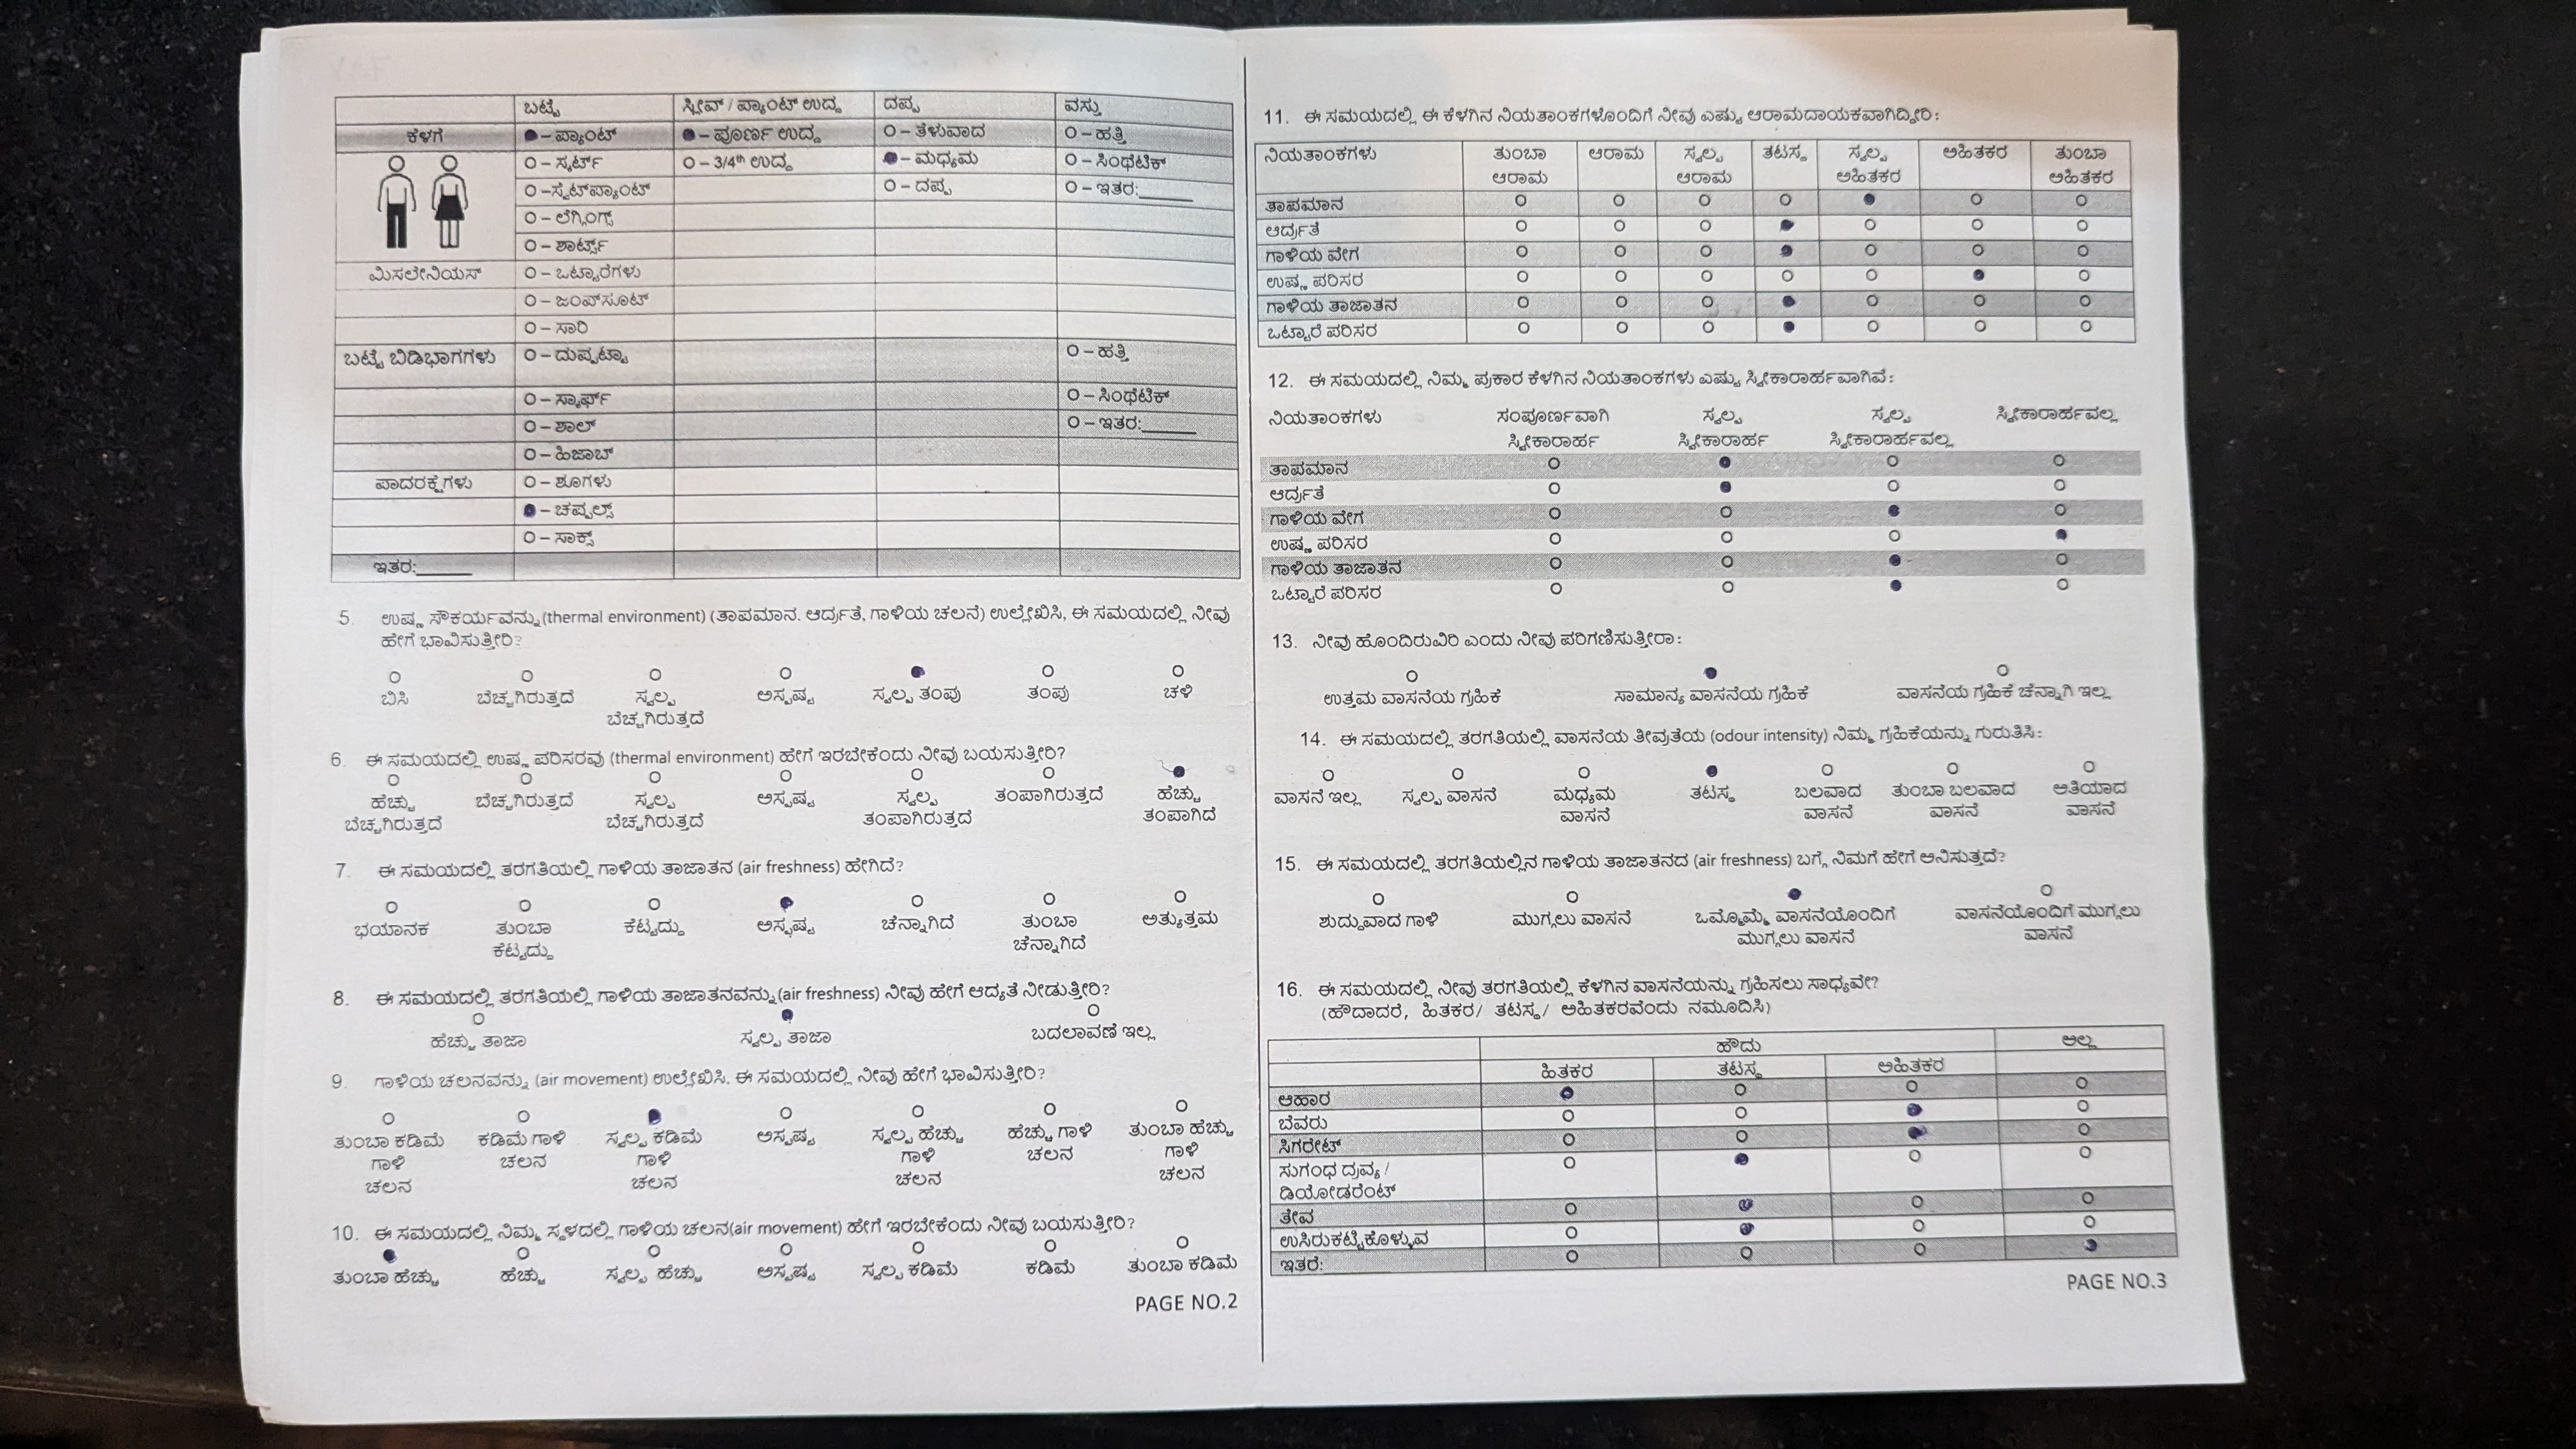 ಬಟ್ಟೆ ಸ್ಲೀವ್ / ಪ್ಯಾಂಟ್ ಉದ್ದ ದಪ್ಪ ವಸ್ತು
ಕೆಳಗೆ ●– ಪ್ಯಾಂಟ್ ●– ಪೂರ್ಣ ಉದ್ದ O – ತೆಳುವಾದ O – ಹತ್ತಿ
O – ಸ್ಕರ್ಟ್ O – 3/4th ಉದ್ದ ●– ಮಧ್ಯಮ O – ಸಿಂಥೆಟಿಕ್
O –ಸ್ವೆಟ್‌ಪ್ಯಾಂಟ್ O – ದಪ್ಪ O – ಇತರ:______
O – ಲೆಗ್ಗಿಂಗ್ಸ್
O – ಶಾರ್ಟ್ಸ್
ಮಿಸಲೇನಿಯಸ್ O – ಒಟ್ಟಾರೆಗಳು
O – ಜಂಪ್‌ಸೂಟ್
O – ಸಾರಿ
ಬಟ್ಟೆ ಬಿಡಿಭಾಗಗಳು O – ದುಪ್ಪಟ್ಟಾ O – ಹತ್ತಿ
O – ಸ್ಕಾರ್ಫ್ O – ಸಿಂಥೆಟಿಕ್
O – ಶಾಲ್ O – ಇತರ:______
O – ಹಿಜಾಬ್
ಪಾದರಕ್ಷೆಗಳು O – ಶೂಗಳು
●– ಚಪ್ಪಲ್ಸ್
O – ಸಾಕ್ಸ್
ಇತರ:______
5. ಉಷ್ಣ ಸೌಕರ್ಯವನ್ನು (thermal environment) (ತಾಪಮಾನ. ಆರ್ದ್ರತೆ, ಗಾಳಿಯ ಚಲನೆ) ಉಲ್ಲೇಖಿಸಿ, ಈ ಸಮಯದಲ್ಲಿ ನೀವು
ಹೇಗೆ ಭಾವಿಸುತ್ತೀರಿ?
O O O O ● O O
ಬಿಸಿ ಬೆಚ್ಚಗಿರುತ್ತದೆ ಸ್ವಲ್ಪ ಅಸ್ಪಷ್ಟ ಸ್ವಲ್ಪ ತಂಪು ತಂಪು ಚಳಿ
ಬೆಚ್ಚಗಿರುತ್ತದೆ
6. ಈ ಸಮಯದಲ್ಲಿ ಉಷ್ಣ ಪರಿಸರವು (thermal environment) ಹೇಗೆ ಇರಬೇಕೆಂದು ನೀವು ಬಯಸುತ್ತೀರಿ?
O O O O O O ●
ಹೆಚ್ಚು ಬೆಚ್ಚಗಿರುತ್ತದೆ ಸ್ವಲ್ಪ ಅಸ್ಪಷ್ಟ ಸ್ವಲ್ಪ ತಂಪಾಗಿರುತ್ತದೆ ಹೆಚ್ಚು
ಬೆಚ್ಚಗಿರುತ್ತದೆ ಬೆಚ್ಚಗಿರುತ್ತದೆ ತಂಪಾಗಿರುತ್ತದೆ ತಂಪಾಗಿದೆ
7. ಈ ಸಮಯದಲ್ಲಿ ತರಗತಿಯಲ್ಲಿ ಗಾಳಿಯ ತಾಜಾತನ (air freshness) ಹೇಗಿದೆ?
O O O ● O O O
ಭಯಾನಕ ತುಂಬಾ ಕೆಟ್ಟದ್ದು ಅಸ್ಪಷ್ಟ ಚೆನ್ನಾಗಿದೆ ತುಂಬಾ ಅತ್ಯುತ್ತಮ
ಕೆಟ್ಟದ್ದು ಚೆನ್ನಾಗಿದೆ
8. ಈ ಸಮಯದಲ್ಲಿ ತರಗತಿಯಲ್ಲಿ ಗಾಳಿಯ ತಾಜಾತನವನ್ನು (air freshness) ನೀವು ಹೇಗೆ ಆದ್ಯತೆ ನೀಡುತ್ತೀರಿ?
O ● O
ಹೆಚ್ಚು ತಾಜಾ ಸ್ವಲ್ಪ ತಾಜಾ ಬದಲಾವಣೆ ಇಲ್ಲ
9. ಗಾಳಿಯ ಚಲನವನ್ನು (air movement) ಉಲ್ಲೇಖಿಸಿ, ಈ ಸಮಯದಲ್ಲಿ ನೀವು ಹೇಗೆ ಭಾವಿಸುತ್ತೀರಿ?
O O ● O O O O
ತುಂಬಾ ಕಡಿಮೆ ಕಡಿಮೆ ಗಾಳಿ ಸ್ವಲ್ಪ ಕಡಿಮೆ ಅಸ್ಪಷ್ಟ ಸ್ವಲ್ಪ ಹೆಚ್ಚು ಹೆಚ್ಚು ಗಾಳಿ ತುಂಬಾ ಹೆಚ್ಚು
ಗಾಳಿ ಚಲನ ಗಾಳಿ ಗಾಳಿ ಚಲನ ಗಾಳಿ
ಚಲನ ಚಲನ ಚಲನ ಚಲನ
10. ಈ ಸಮಯದಲ್ಲಿ ನಿಮ್ಮ ಸ್ಥಳದಲ್ಲಿ ಗಾಳಿಯ ಚಲನ(air movement) ಹೇಗೆ ಇರಬೇಕೆಂದು ನೀವು ಬಯಸುತ್ತೀರಿ?
● O O O O O O
ತುಂಬಾ ಹೆಚ್ಚು ಹೆಚ್ಚು ಸ್ವಲ್ಪ ಹೆಚ್ಚು ಅಸ್ಪಷ್ಟ ಸ್ವಲ್ಪ ಕಡಿಮೆ ಕಡಿಮೆ ತುಂಬಾ ಕಡಿಮೆ
PAGE NO.2
11. ಈ ಸಮಯದಲ್ಲಿ ಈ ಕೆಳಗಿನ ನಿಯತಾಂಕಗಳೊಂದಿಗೆ ನೀವು ಎಷ್ಟು ಆರಾಮದಾಯಕವಾಗಿದ್ದೀರಿ:
ನಿಯತಾಂಕಗಳು ತುಂಬಾ ಆರಾಮ ಸ್ವಲ್ಪ ತಟಸ್ಥ ಸ್ವಲ್ಪ ಅಹಿತಕರ ತುಂಬಾ
ಆರಾಮ ಆರಾಮ ಅಹಿತಕರ ಅಹಿತಕರ
ತಾಪಮಾನ O O O O ● O O
ಆರ್ದ್ರತೆ O O O ● O O O
ಗಾಳಿಯ ವೇಗ O O O ● O O O
ಉಷ್ಣ ಪರಿಸರ O O O O O ● O
ಗಾಳಿಯ ತಾಜಾತನ O O O ● O O O
ಒಟ್ಟಾರೆ ಪರಿಸರ O O O ● O O O
12. ಈ ಸಮಯದಲ್ಲಿ ನಿಮ್ಮ ಪ್ರಕಾರ ಕೆಳಗಿನ ನಿಯತಾಂಕಗಳು ಎಷ್ಟು ಸ್ವೀಕಾರಾರ್ಹವಾಗಿವೆ:
ನಿಯತಾಂಕಗಳು ಸಂಪೂರ್ಣವಾಗಿ ಸ್ವಲ್ಪ ಸ್ವಲ್ಪ ಸ್ವೀಕಾರಾರ್ಹವಲ್ಲ
ಸ್ವೀಕಾರಾರ್ಹ ಸ್ವೀಕಾರಾರ್ಹ ಸ್ವೀಕಾರಾರ್ಹವಲ್ಲ
ತಾಪಮಾನ O ● O O
ಆರ್ದ್ರತೆ O ● O O
ಗಾಳಿಯ ವೇಗ O O ● O
ಉಷ್ಣ ಪರಿಸರ O O O ●
ಗಾಳಿಯ ತಾಜಾತನ O O ● O
ಒಟ್ಟಾರೆ ಪರಿಸರ O O ● O
13. ನೀವು ಹೊಂದಿರುವಿರಿ ಎಂದು ನೀವು ಪರಿಗಣಿಸುತ್ತೀರಾ:
O ● O
ಉತ್ತಮ ವಾಸನೆಯ ಗ್ರಹಿಕೆ ಸಾಮಾನ್ಯ ವಾಸನೆಯ ಗ್ರಹಿಕೆ ವಾಸನೆಯ ಗ್ರಹಿಕೆ ಚೆನ್ನಾಗಿ ಇಲ್ಲ
14. ಈ ಸಮಯದಲ್ಲಿ ತರಗತಿಯಲ್ಲಿ ವಾಸನೆಯ ತೀವ್ರತೆಯ (odour intensity) ನಿಮ್ಮ ಗ್ರಹಿಕೆಯನ್ನು ಗುರುತಿಸಿ:
O O O ● O O O
ವಾಸನೆ ಇಲ್ಲ ಸ್ವಲ್ಪ ವಾಸನೆ ಮಧ್ಯಮ ತಟಸ್ಥ ಬಲವಾದ ತುಂಬಾ ಬಲವಾದ ಅತಿಯಾದ
ವಾಸನೆ ವಾಸನೆ ವಾಸನೆ ವಾಸನೆ
15. ಈ ಸಮಯದಲ್ಲಿ ತರಗತಿಯಲ್ಲಿನ ಗಾಳಿಯ ತಾಜಾತನದ (air freshness) ಬಗ್ಗೆ ನಿಮಗೆ ಹೇಗೆ ಅನಿಸುತ್ತದೆ?
O O ● O
ಶುದ್ದುವಾದ ಗಾಳಿ ಮುಗ್ಗಲು ವಾಸನೆ ಒಮ್ಮೊಮ್ಮೆ ವಾಸನೆಯೊಂದಿಗೆ ವಾಸನೆಯೊಂದಿಗೆ ಮುಗ್ಗಲು
ಮುಗ್ಗಲು ವಾಸನೆ ವಾಸನೆ
16. ಈ ಸಮಯದಲ್ಲಿ ನೀವು ತರಗತಿಯಲ್ಲಿ ಕೆಳಗಿನ ವಾಸನೆಯನ್ನು ಗ್ರಹಿಸಲು ಸಾಧ್ಯವೇ?
(ಹೌದಾದರೆ, ಹಿತಕರ/ ತಟಸ್ಥ/ ಅಹಿತಕರವೆಂದು ನಮೂದಿಸಿ)
ಹೌದು ಅಲ್ಲ
ಹಿತಕರ ತಟಸ್ಥ ಅಹಿತಕರ
ಆಹಾರ ● O O O
ಬೆವರು O O ● O
ಸಿಗರೇಟ್ O O ● O
ಸುಗಂಧ ದ್ರವ್ಯ / O ● O O
ಡಿಯೋಡರೆಂಟ್
ತೇವ O ● O O
ಉಸಿರುಕಟ್ಟಿಕೊಳ್ಳುವ O ● O O
ಇತರೆ: O O O ●
PAGE NO.3